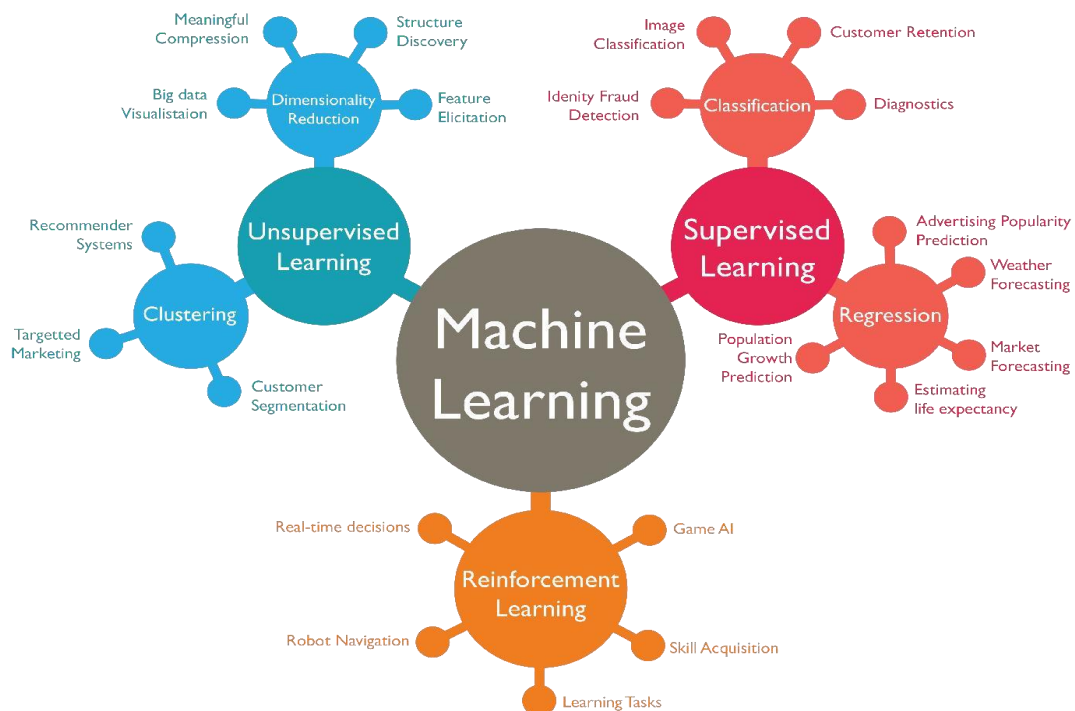 Meaningful
Compression
Structure
Discovery
Big data
Visualistaion
Dimensionality
Reduction
Feature
Elicitation
Image
Classification
Customer Retention
Idenity Fraud
Detection
Classification
Diagnostics
Recommender
Systems
Unsupervised
Learning
Supervised
Learning
Advertising Popularity
Prediction
Weather
Forecasting
Clustering
Targetted
Marketing
Customer
Segmentation
Machine
Learning
Regression
Population
Growth
Prediction
Market
Forecasting
Estimating
life expectancy
Real-time decisions
Game AI
Reinforcement
Learning
Robot Navigation
Skill Acquisition
Learning Tasks